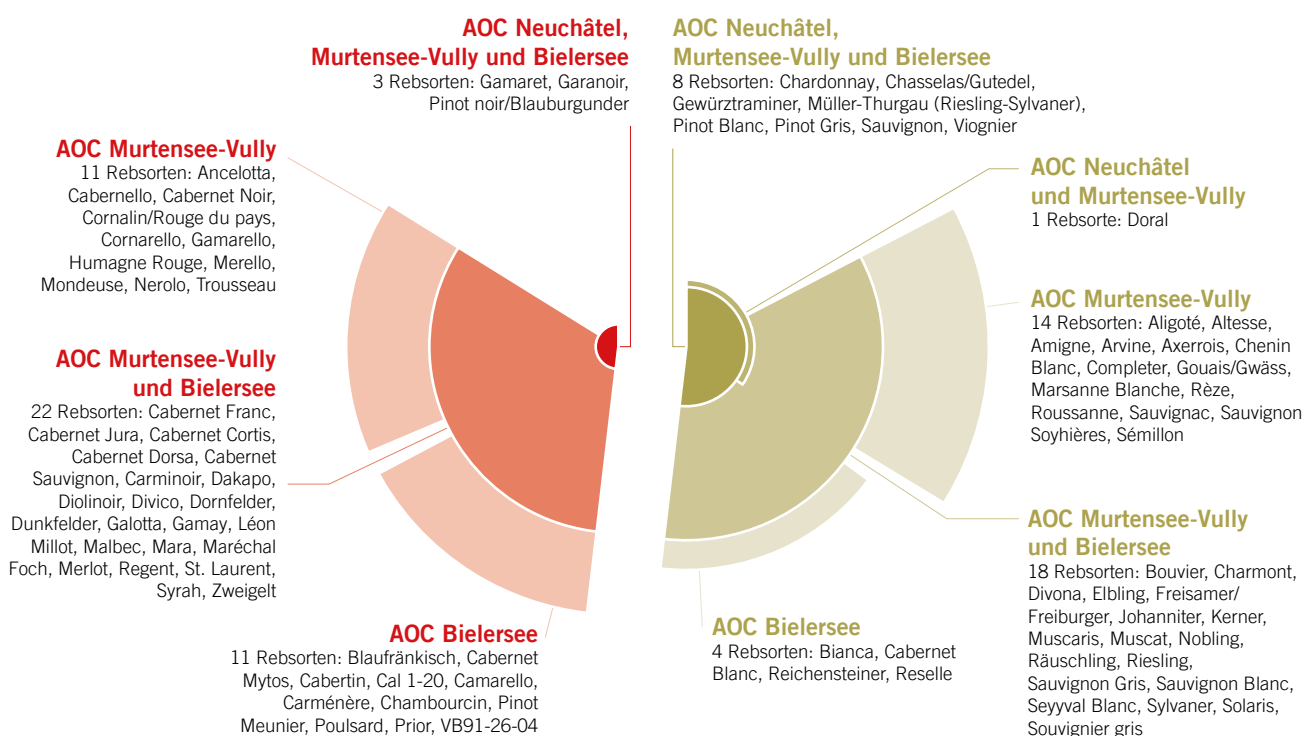 AOC Neuchâtel,
Murtensee-Vully und Bielersee
3 Rebsorten: Gamaret, Garanoir,
Pinot noir/Blauburgunder
AOC Murtensee-Vully
11 Rebsorten: Ancelotta,
Cabernello, Cabernet Noir,
Cornalin/Rouge du pays,
Cornarello, Gamarello,
Humagne Rouge, Merello,
Mondeuse, Nerolo, Trousseau
AOC Murtensee-Vully
und Bielersee
22 Rebsorten: Cabernet Franc,
Cabernet Jura, Cabernet Cortis,
Cabernet Dorsa, Cabernet
Sauvignon, Carminoir, Dakapo,
Diolinoir, Divico, Dornfelder,
Dunkfelder, Galotta, Gamay, Léon
Millot, Malbec, Mara, Maréchal
Foch, Merlot, Regent, St. Laurent,
Syrah, Zweigelt
AOC Bielersee
11 Rebsorten: Blaufränkisch, Cabernet
Mytos, Cabertin, Cal 1-20, Camarello,
Carménère, Chambourcin, Pinot
Meunier, Poulsard, Prior, VB91-26-04
AOC Neuchâtel,
Murtensee-Vully und Bielersee
8 Rebsorten: Chardonnay, Chasselas/Gutedel,
Gewürztraminer, Müller-Thurgau (Riesling-Sylvaner),
Pinot Blanc, Pinot Gris, Sauvignon, Viognier
AOC Neuchâtel
und Murtensee-Vully
1 Rebsorte: Doral
AOC Murtensee-Vully
14 Rebsorten: Aligoté, Altesse,
Amigne, Arvine, Axerrois, Chenin
Blanc, Completer, Gouais/Gwäss,
Marsanne Blanche, Rèze,
Roussanne, Sauvignac, Sauvignon
Soyhières, Sémillon
AOC Murtensee-Vully
und Bielersee
18 Rebsorten: Bouvier, Charmont,
Divona, Elbling, Freisamer/
Freiburger, Johanniter, Kerner,
Muscaris, Muscat, Nobling,
Räuschling, Riesling,
Sauvignon Gris, Sauvignon Blanc,
Seyyval Blanc, Sylvaner, Solaris,
Souvignier gris
AOC Bielersee
4 Rebsorten: Bianca, Cabernet
Blanc, Reichensteiner, Reselle